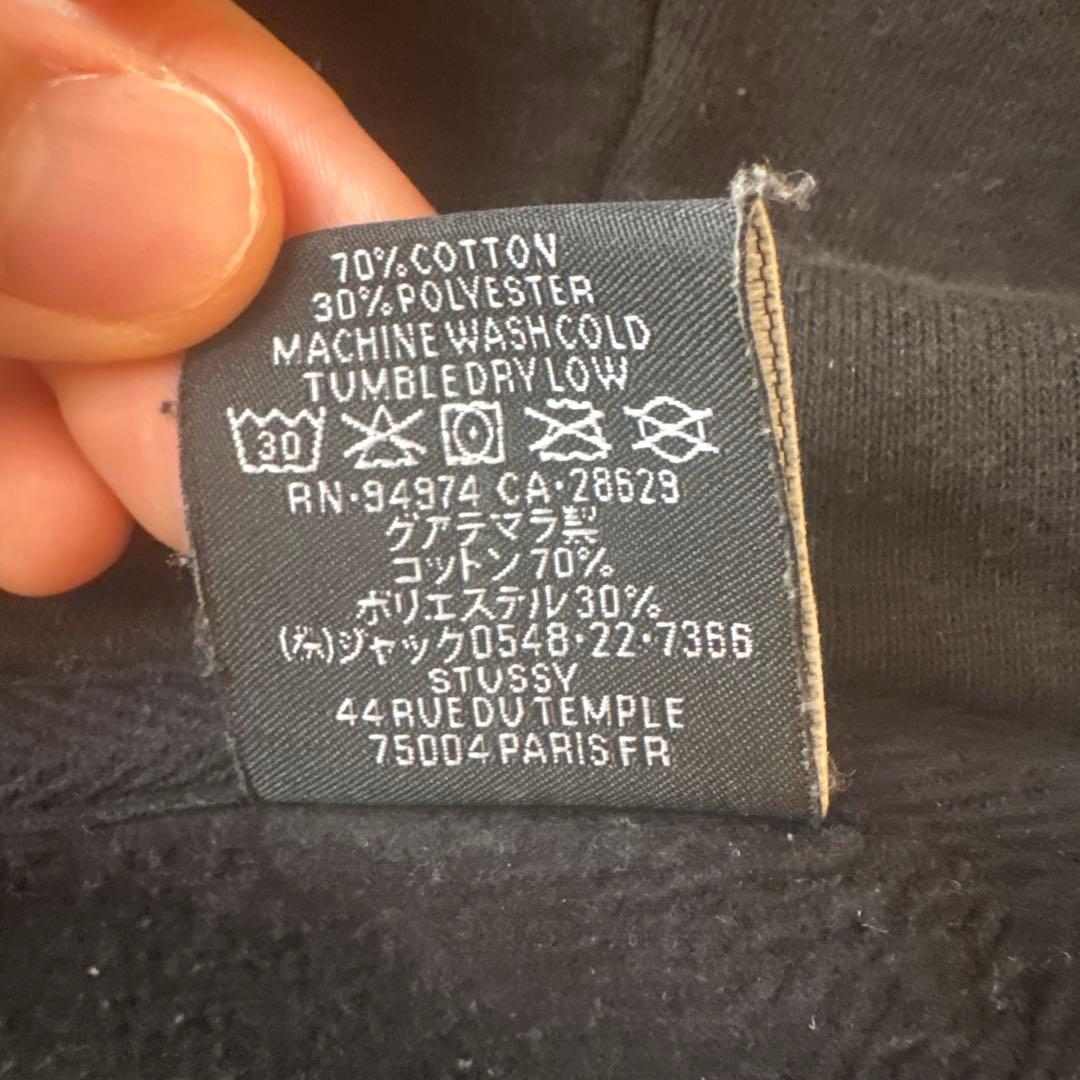 70% COTTON
30% POLYESTER
MACHINE WASH COLD
TUMBLE DRY LOW
30
RN·94974 CA·28629
グアテマラ製
コットン 70%
ポリエステル 30%
(株)ジャック0548·22·7366
STUSSY
44 RUE DU TEMPLE
75004 PARIS FR